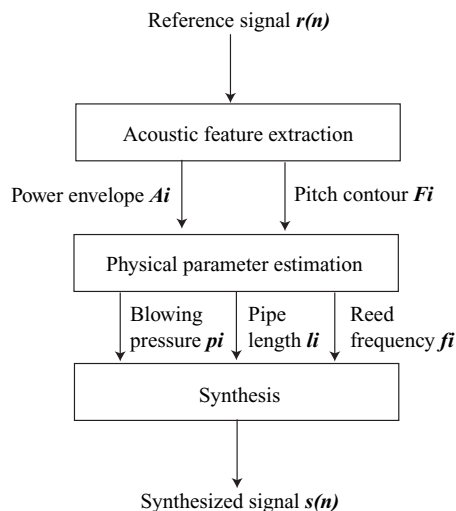 Reference signal r(n)
Acoustic feature extraction
Power envelope Ai
Pitch contour Fi
Physical parameter estimation
Blowing
pressure pi
Pipe
length li
Reed
frequency fi
Synthesis
Synthesized signal s(n)